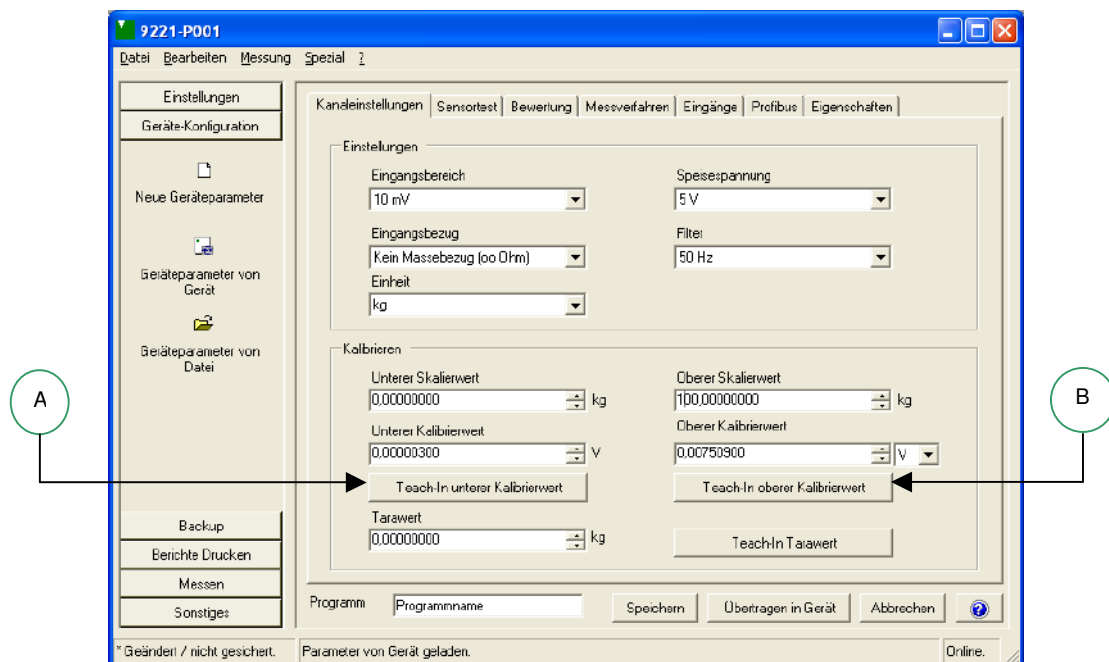 9221-P001
Datei Bearbeiten Messung Spezial ?
Einstellungen
Geräte-Konfiguration
Neue Geräteparameter
Geräteparameter von
Gerät
Geräteparameter von
Datei
Backup
Berichte Drucken
Messen
Sonstiges
Kanaleinstellungen Sensortest Bewertung Messverfahren Eingänge Profibus Eigenschaften
Einstellungen
Eingangsbereich Speisespannung
10 mV 5 V
Eingangsbezug Filter
Kein Massebezug (oo Ohm) 50 Hz
Einheit
kg
Kalibrieren
Unterer Skalierwert Oberer Skalierwert
0,00000000 kg 100,00000000 kg
Unterer Kalibrierwert Oberer Kalibrierwert
0,00000300 V 0,00750900 V
Teach-In unterer Kalibrierwert Teach-In oberer Kalibrierwert
Tarawert
0,00000000 kg Teach-In Tarawert
Programm Programmname Speichern Übertragen in Gerät Abbrechen ?
* Geändert / nicht gesichert. Parameter von Gerät geladen. Online.
A
B